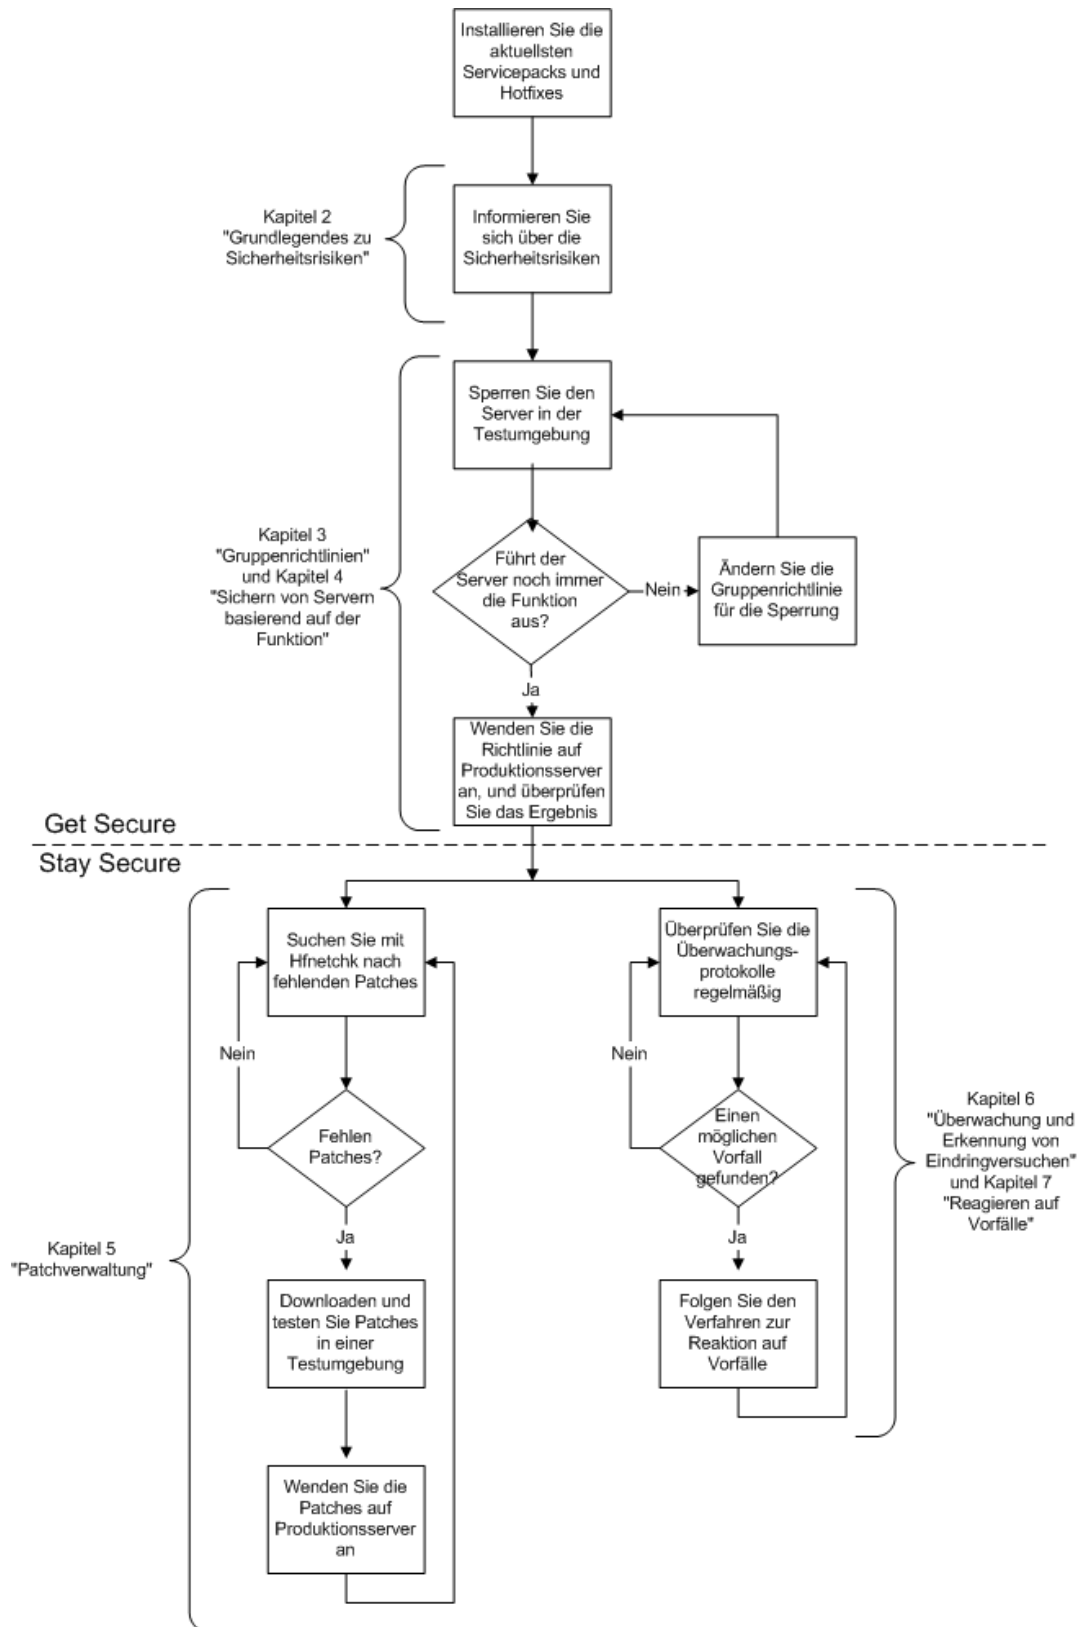 Installieren Sie die
aktuellsten
Servicepacks und
Hotfixes
Kapitel 2
"Grundlegendes zu
Sicherheitsrisiken"
Informieren Sie
sich über die
Sicherheitsrisiken
Sperren Sie den
Server in der
Testumgebung
Kapitel 3
"Gruppenrichtlinien"
und Kapitel 4
"Sichern von Servern
basierend auf der
Funktion"
Führt der
Server noch immer
die Funktion
aus?
Nein
Ändern Sie die
Gruppenrichtlinie
für die Sperrung
Ja
Wenden Sie die
Richtlinie auf
Produktionsserver
an, und überprüfen
Sie das Ergebnis
Get Secure
Stay Secure
Suchen Sie mit
Hfnetchk nach
fehlenden Patches
Nein
Fehlen
Patches?
Ja
Kapitel 5
"Patchverwaltung"
Downloaden und
testen Sie Patches
in einer
Testumgebung
Wenden Sie die
Patches auf
Produktionsserver
an
Überprüfen Sie die
Überwachungs-
protokolle
regelmäßig
Nein
Einen
möglichen
Vorfall
gefunden?
Ja
Folgen Sie den
Verfahren zur
Reaktion auf
Vorfälle
Kapitel 6
"Überwachung und
Erkennung von
Eindringversuchen"
und Kapitel 7
"Reagieren auf
Vorfälle"